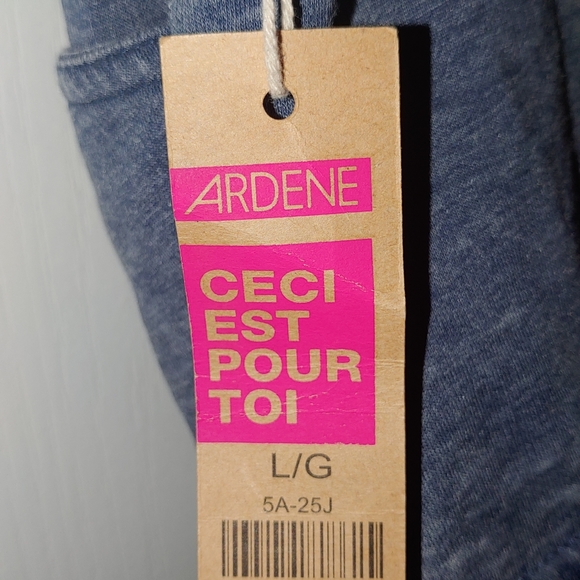 ARDENE
CECI
EST
POUR
TOI
L/G
5A-25J